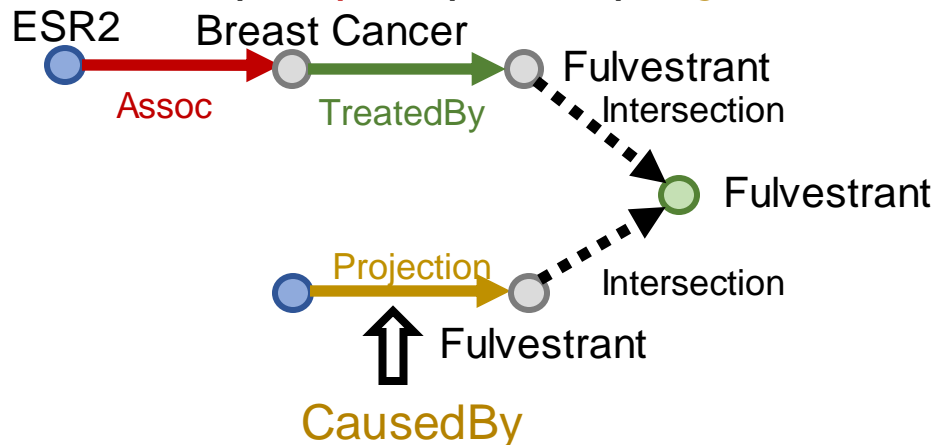 ESR2
Breast Cancer
Fulvestrant
Assoc
TreatedBy
Intersection
Fulvestrant
Projection
Intersection
Fulvestrant
CausedBy